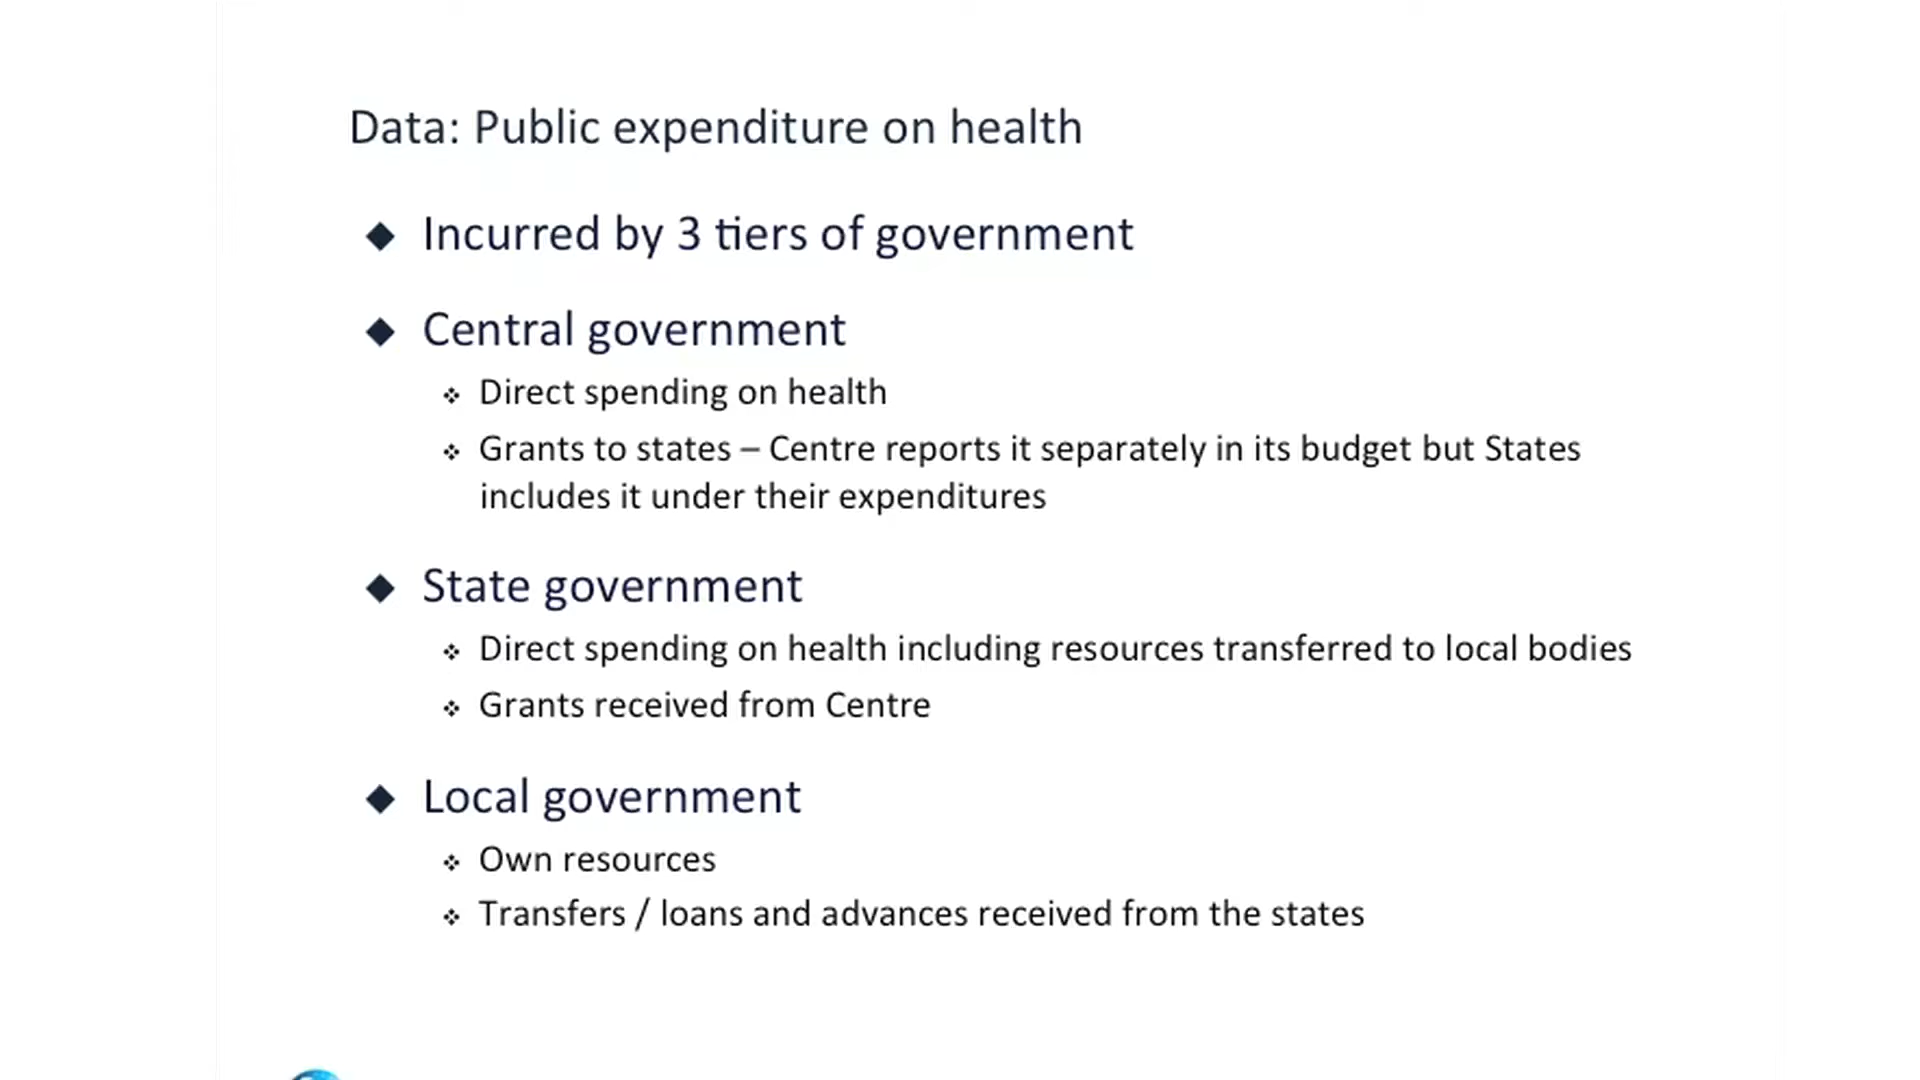 Data: Public expenditure on health
Incurred by 3 tiers of government
Central government
Direct spending on health
Grants to states – Centre reports it separately in its budget but States
includes it under their expenditures
State government
Direct spending on health including resources transferred to local bodies
Grants received from Centre
Local government
Own resources
Transfers / loans and advances received from the states